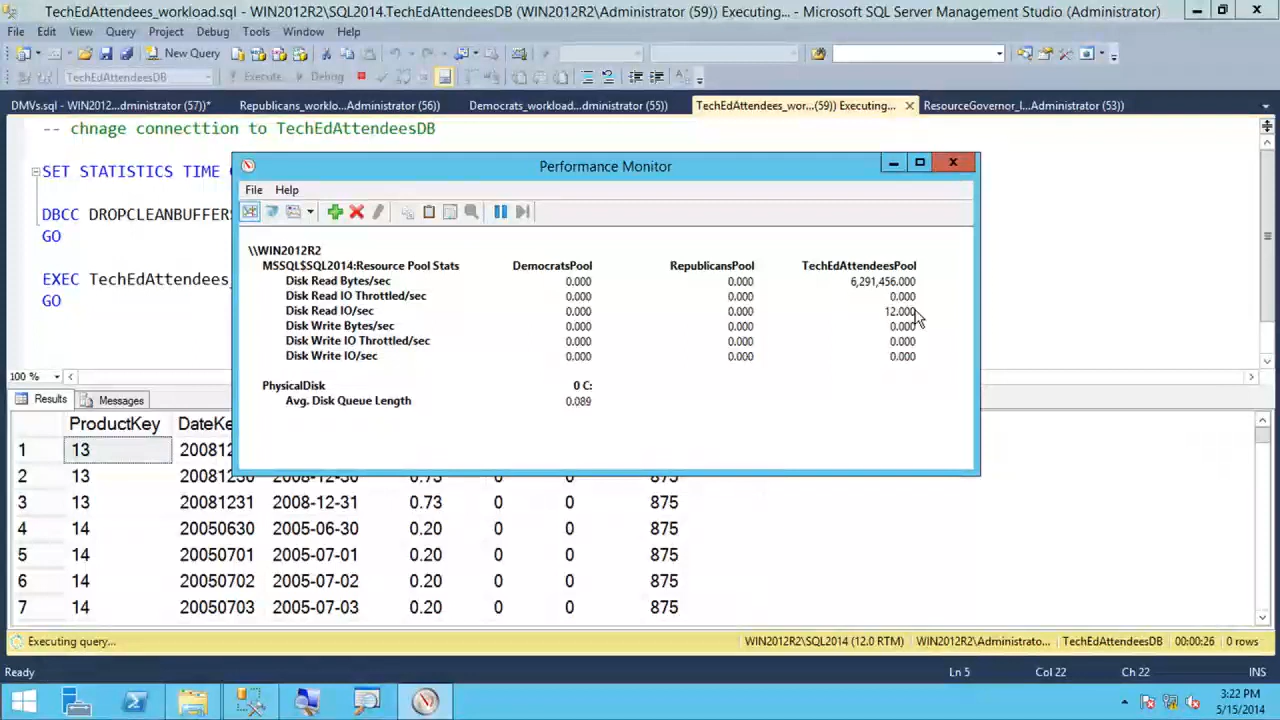 TechEdAttendees_workload.sql - WIN2012R2\SQL2014.TechEdAttendeesDB (WIN2012R2\Administrator (59)) Executing... - Microsoft SQL Server Management Studio (Administrator)
File Edit View Query Project Debug Tools Window Help
New Query
TechEdAttendeesDB Execute Debug
DMVs.sql - WIN2012...dministrator (57))* Republicans_worklo...Administrator (56)) Democrats_workload...dministrator (55)) TechEdAttendees_wor...(59)) Executing... ResourceGovernor_I...Administrator (53))
-- chnage connecttion to TechEdAttendeesDB
SET STATISTICS TIME
DBCC DROPCLEANBUFFERS
GO
EXEC TechEdAttendees
GO
Performance Monitor
File Help
\\WIN2012R2
MSSQL$SQL2014:Resource Pool Stats DemocratsPool RepublicansPool TechEdAttendeesPool
Disk Read Bytes/sec 0.000 0.000 6,291,456.000
Disk Read IO Throttled/sec 0.000 0.000 0.000
Disk Read IO/sec 0.000 0.000 12.000
Disk Write Bytes/sec 0.000 0.000 0.000
Disk Write IO Throttled/sec 0.000 0.000 0.000
Disk Write IO/sec 0.000 0.000 0.000
PhysicalDisk 0 C:
Avg. Disk Queue Length 0.089
100 %
Results Messages
ProductKey DateKe
1 13 200812
2 13 20081230 2008-12-30 0.73 0 0 875
3 13 20081231 2008-12-31 0.73 0 0 875
4 14 20050630 2005-06-30 0.20 0 0 875
5 14 20050701 2005-07-01 0.20 0 0 875
6 14 20050702 2005-07-02 0.20 0 0 875
7 14 20050703 2005-07-03 0.20 0 0 875
Executing query... WIN2012R2\SQL2014 (12.0 RTM) WIN2012R2\Administrato... TechEdAttendeesDB 00:00:26 0 rows
Ready Ln 5 Col 22 Ch 22 INS
3:22 PM
5/15/2014